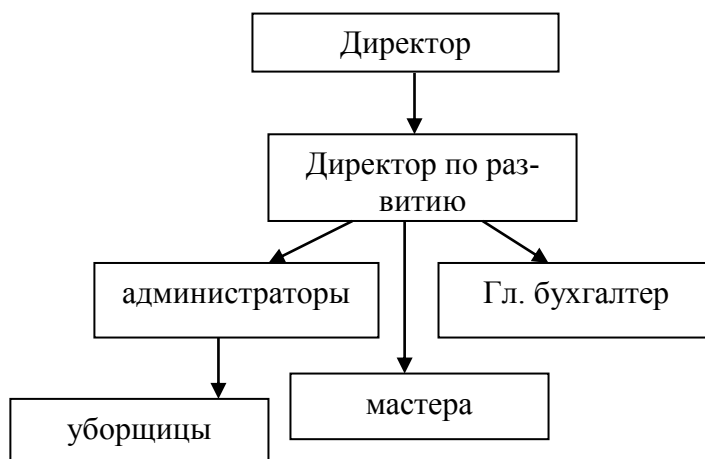 Директор
Директор по раз-
витию
администраторы
Гл. бухгалтер
мастера
уборщицы